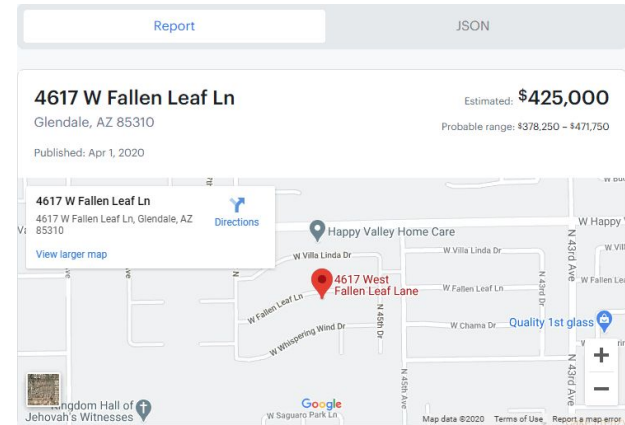 Report
JSON
4617 W Fallen Leaf Ln
Glendale, AZ 85310
Published: Apr 1, 2020
Estimated: $425,000
Probable range: $378,250 – $471,750
4617 W Fallen Leaf Ln
4617 W Fallen Leaf Ln, Glendale, AZ
85310
Directions
View larger map
W Happy
Happy Valley Home Care
W Villa Linda Dr
W Villa Linda Dr
N 43rd Ave
N 43rd Dr
4617 West
Fallen Leaf Lane
W Fallen Leaf Ln
W Fallen Leaf Ln
N 45th Dr
W Chama Dr
Quality 1st glass
W Whispering Wind Dr
N 45th Ave
N 43rd Ave
+
−
Kingdom Hall of
Jehovah's Witnesses
Google
W Saguaro Park Ln
Map data ©2020
Terms of Use
Report a map error